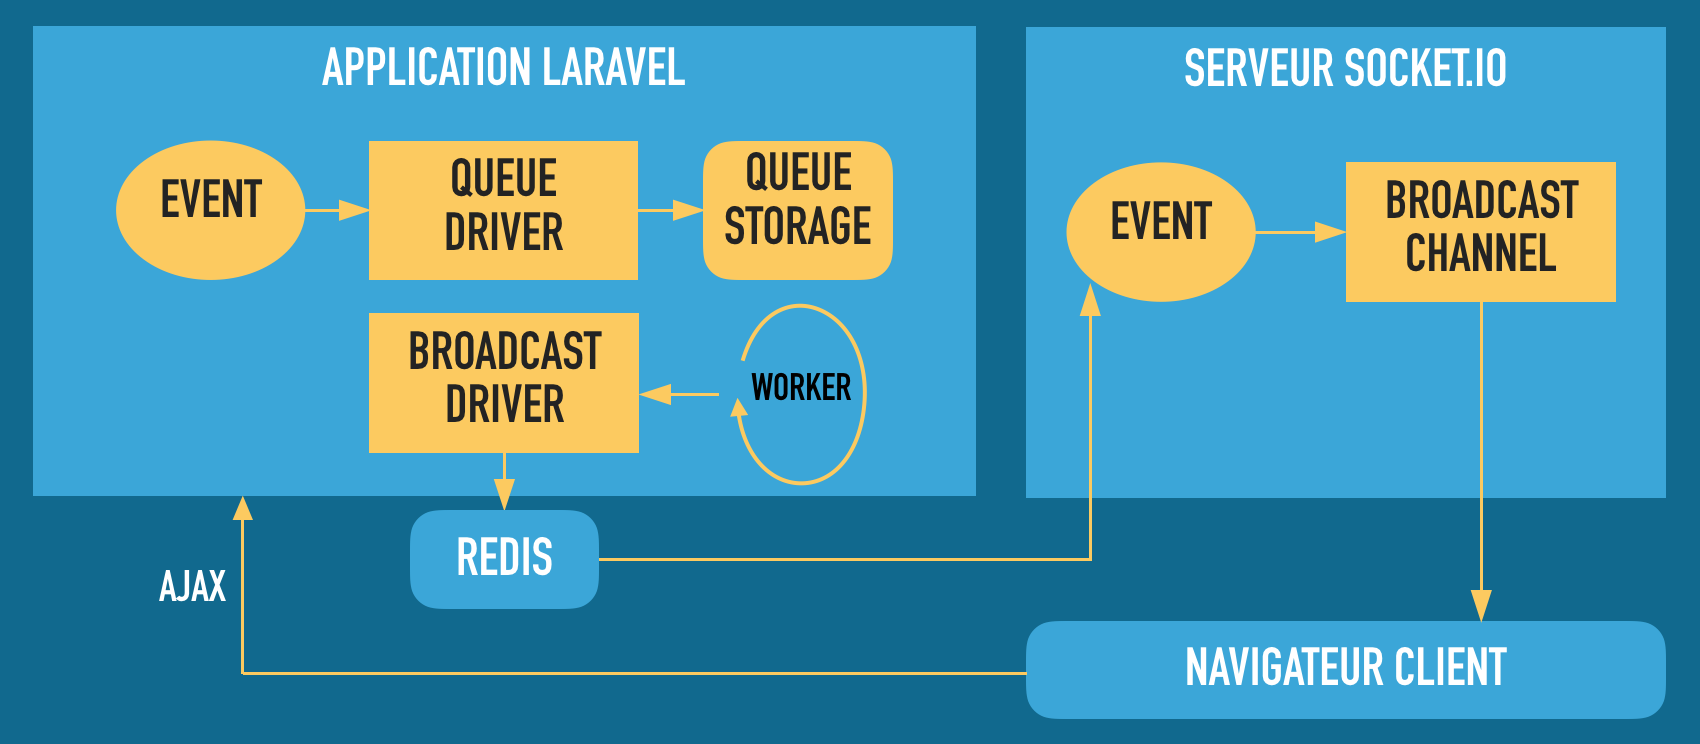 APPLICATION LARAVEL
EVENT
QUEUE
DRIVER
QUEUE
STORAGE
BROADCAST
DRIVER
WORKER
REDIS
AJAX
SERVEUR SOCKET.IO
EVENT
BROADCAST
CHANNEL
NAVIGATEUR CLIENT